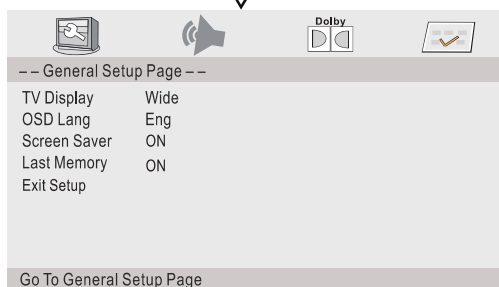 Dolby
-- General Setup Page --
TV Display Wide
OSD Lang Eng
Screen Saver ON
Last Memory ON
Exit Setup
Go To General Setup Page